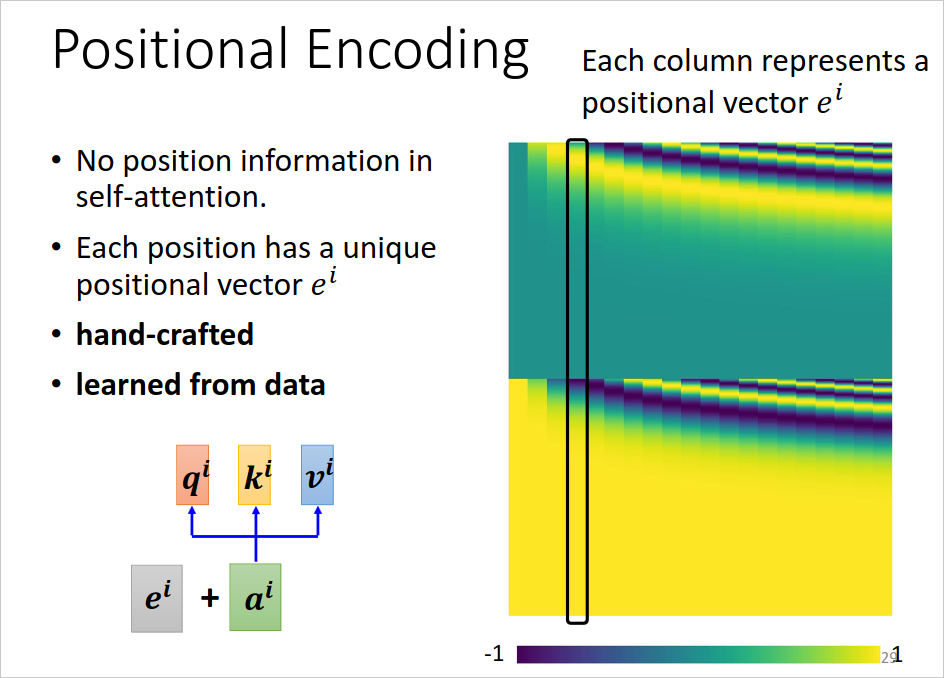 Positional Encoding
Each column represents a
positional vector e^i
• No position information in
self-attention.
• Each position has a unique
positional vector e^i
• hand-crafted
• learned from data
q^i k^i v^i
e^i + a^i
-1 1
29